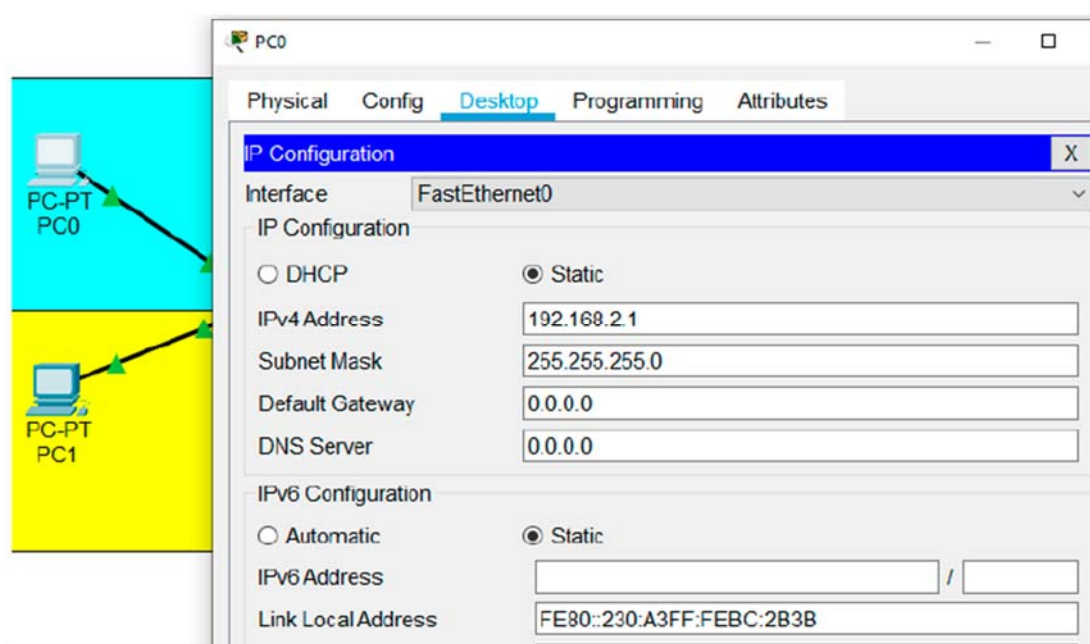 PC0
Physical Config Desktop Programming Attributes
IP Configuration X
Interface FastEthernet0
IP Configuration
DHCP Static
IPv4 Address 192.168.2.1
Subnet Mask 255.255.255.0
Default Gateway 0.0.0.0
DNS Server 0.0.0.0
IPv6 Configuration
Automatic Static
IPv6 Address /
Link Local Address FE80::230:A3FF:FEBC:2B3B
PC-PT
PC0
PC-PT
PC1